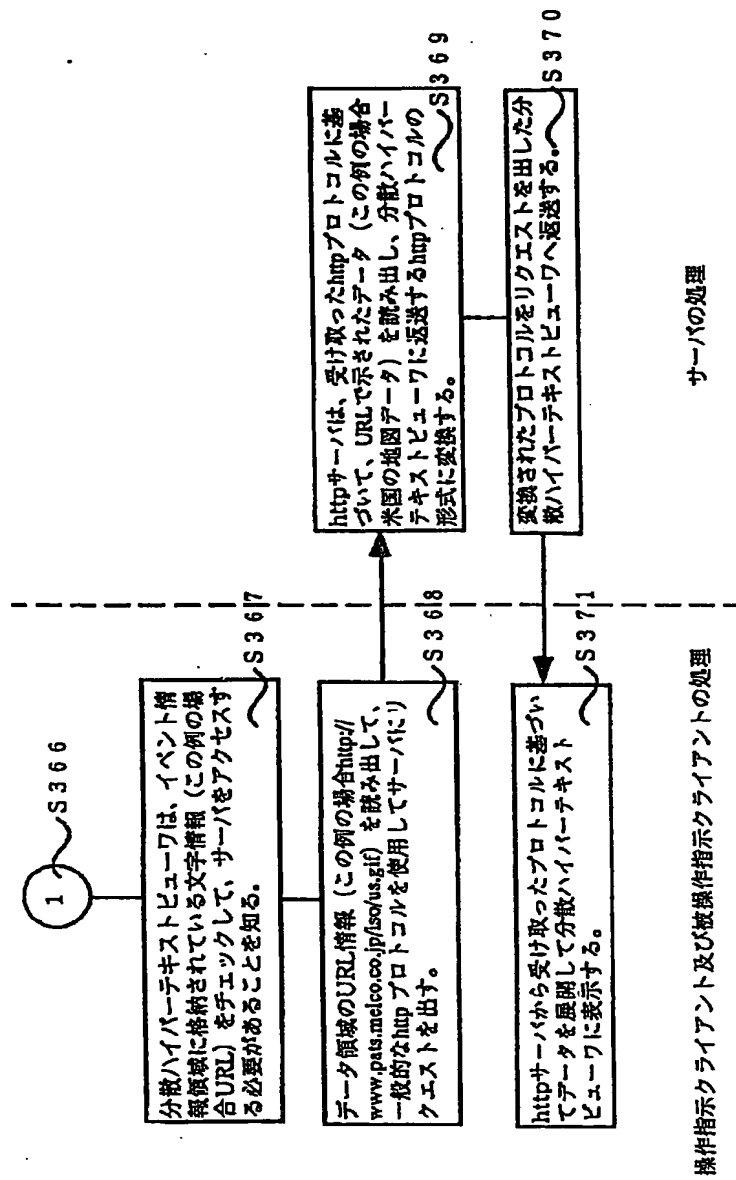 1
S366
分散ハイパーテキストビューワは、イベント情
報領域に格納されている文字情報（この例の場
合URL）をチェックして、サーバをアクセスす
る必要があることを知る。
S367
データ領域のURL情報（この例の場合http://
www.pats.melco.co.jp/iso/us.gif）を読み出して、
一般的なhttp プロトコルを使用してサーバにリ
クエストを出す。
S368
httpサーバは、受け取ったhttpプロトコルに基
づいて、URLで示されたデータ（この例の場合
米国の地図データ）を読み出し、分散ハイパー
テキストビューワに返送するhttpプロトコルの
形式に変換する。
S369
変換されたプロトコルをリクエストを出した分
散ハイパーテキストビューワへ返送する。
S370
httpサーバから受け取ったプロトコルに基づい
てデータを展開して分散ハイパーテキスト
ビューワに表示する。
S371
操作指示クライアント及び被操作指示クライアントの処理
サーバの処理